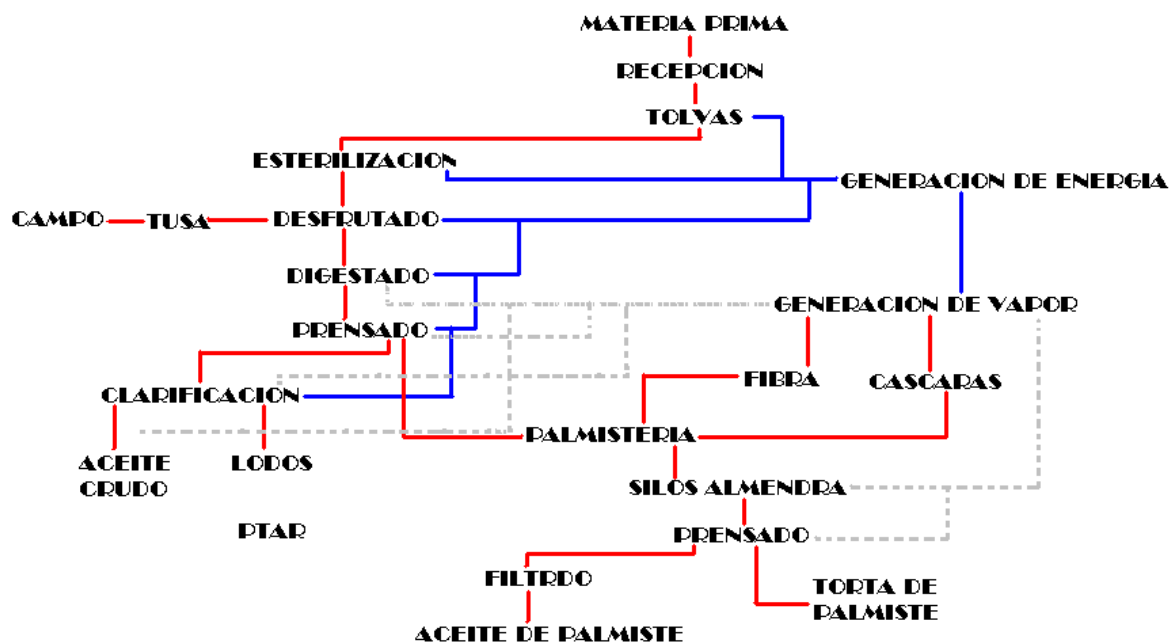 MATERIA PRIMA
RECEPCION
TOLVAS
ESTERILIZACION
GENERACION DE ENERGIA
CAMPO
TUSA
DESFRUTADO
DIGESTADO
GENERACION DE VAPOR
PRENSADO
FIBRA
CASCARAS
CLARIFICACION
PALMISTERIA
ACEITE
CRUDO
LODOS
SILOS ALMENDRA
PTAR
PRENSADO
FILTRDO
TORTA DE
PALMISTE
ACEITE DE PALMISTE